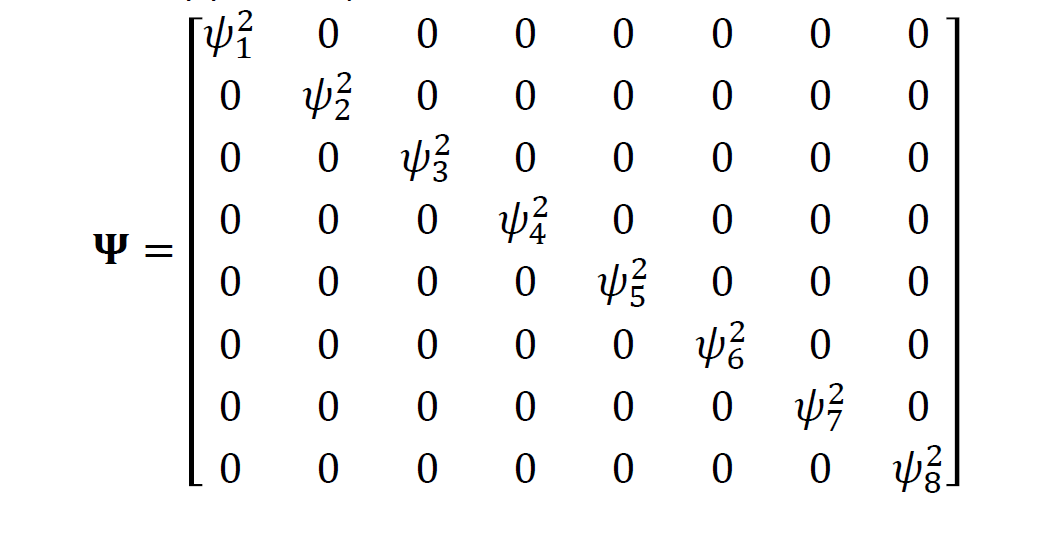 ψ₁² 0 0 0 0 0 0 0
0 ψ₂² 0 0 0 0 0 0
0 0 ψ₃² 0 0 0 0 0
0 0 0 ψ₄² 0 0 0 0
Ψ =
0 0 0 0 ψ₅² 0 0 0
0 0 0 0 0 ψ₆² 0 0
0 0 0 0 0 0 ψ₇² 0
0 0 0 0 0 0 0 ψ₈²